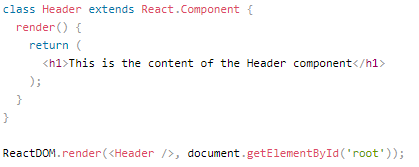 class Header extends React.Component {
  render() {
    return (
      <h1>This is the content of the Header component</h1>
    );
  }
}

ReactDOM.render(<Header />, document.getElementById('root'));